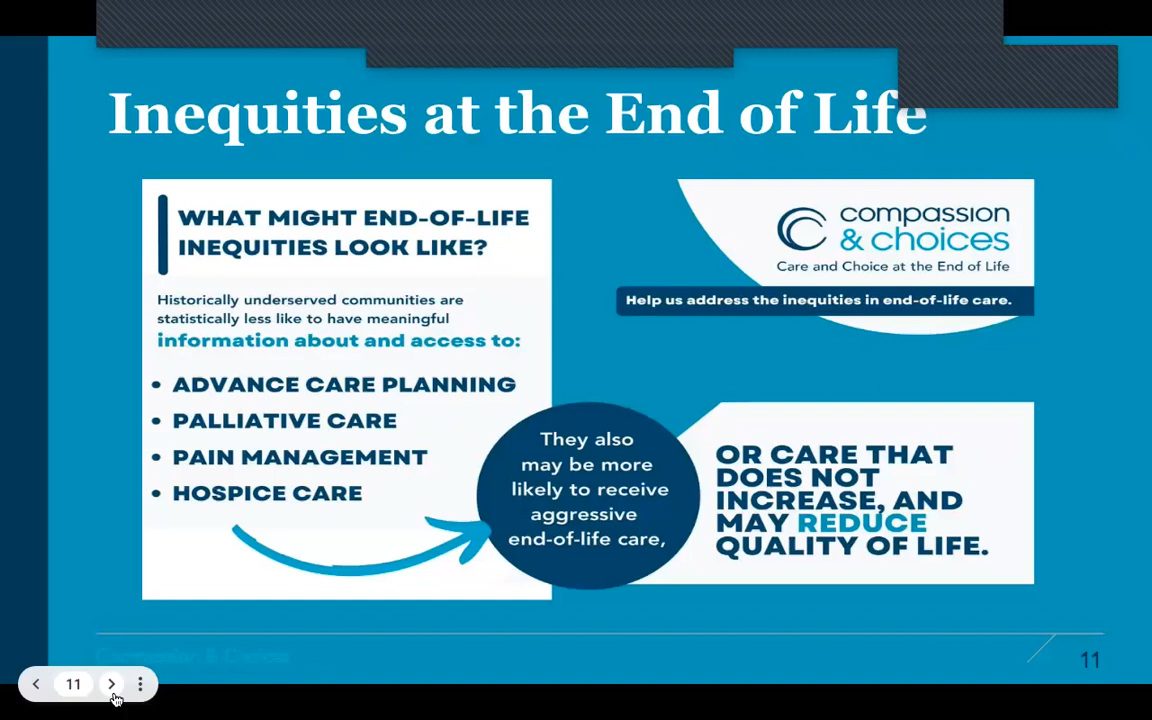 Inequities at the End of Life
WHAT MIGHT END-OF-LIFE
INEQUITIES LOOK LIKE?
Historically underserved communities are
statistically less like to have meaningful
information about and access to:
• ADVANCE CARE PLANNING
• PALLIATIVE CARE
• PAIN MANAGEMENT
• HOSPICE CARE
compassion
& choices
Care and Choice at the End of Life
Help us address the inequities in end-of-life care.
They also
may be more
likely to receive
aggressive
end-of-life care,
OR CARE THAT
DOES NOT
INCREASE, AND
MAY REDUCE
QUALITY OF LIFE.
Compassion & Choices
11
11